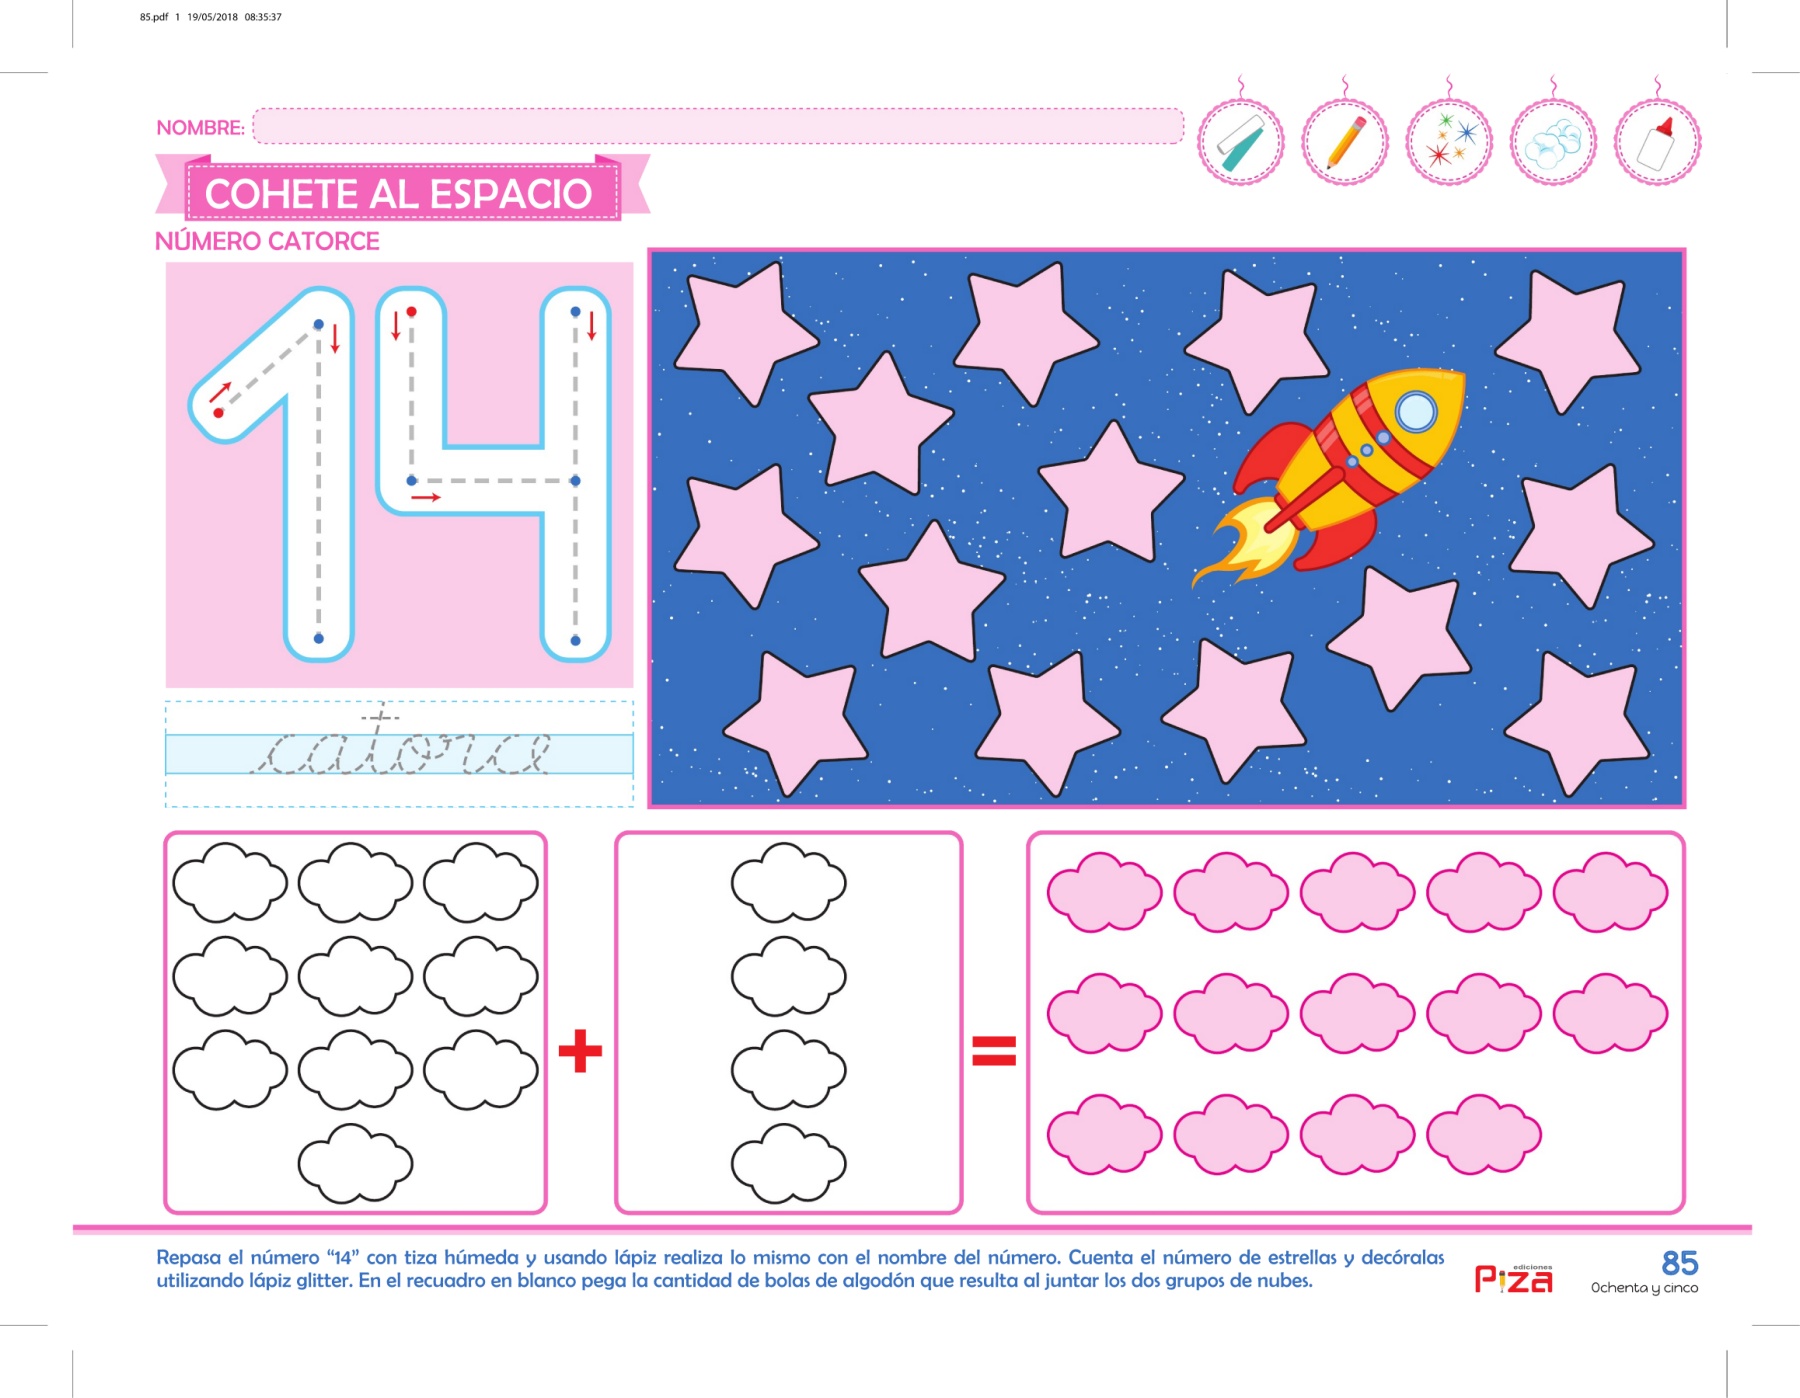 85.pdf 1 19/05/2018 08:35:37
NOMBRE:
COHETE AL ESPACIO
NÚMERO CATORCE
14
catorce
+
=
Repasa el número “14” con tiza húmeda y usando lápiz realiza lo mismo con el nombre del número. Cuenta el número de estrellas y decóralas
utilizando lápiz glitter. En el recuadro en blanco pega la cantidad de bolas de algodón que resulta al juntar los dos grupos de nubes.
ediciones
Piza
85
Ochenta y cinco